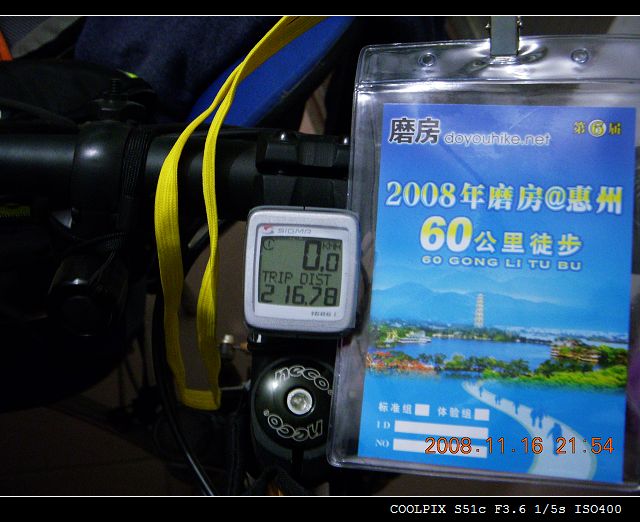 磨房 doyouhike.net
第 届
2008年磨房@惠州
60公里徒步
60 GONG LI TU BU
标准组 体验组
ID
NO
2008.11.16 21:54
SIGMA
0.0 KMH
TRIP DIST
216.78
neco
neco
COOLPIX S51c F3.6 1/5s ISO400